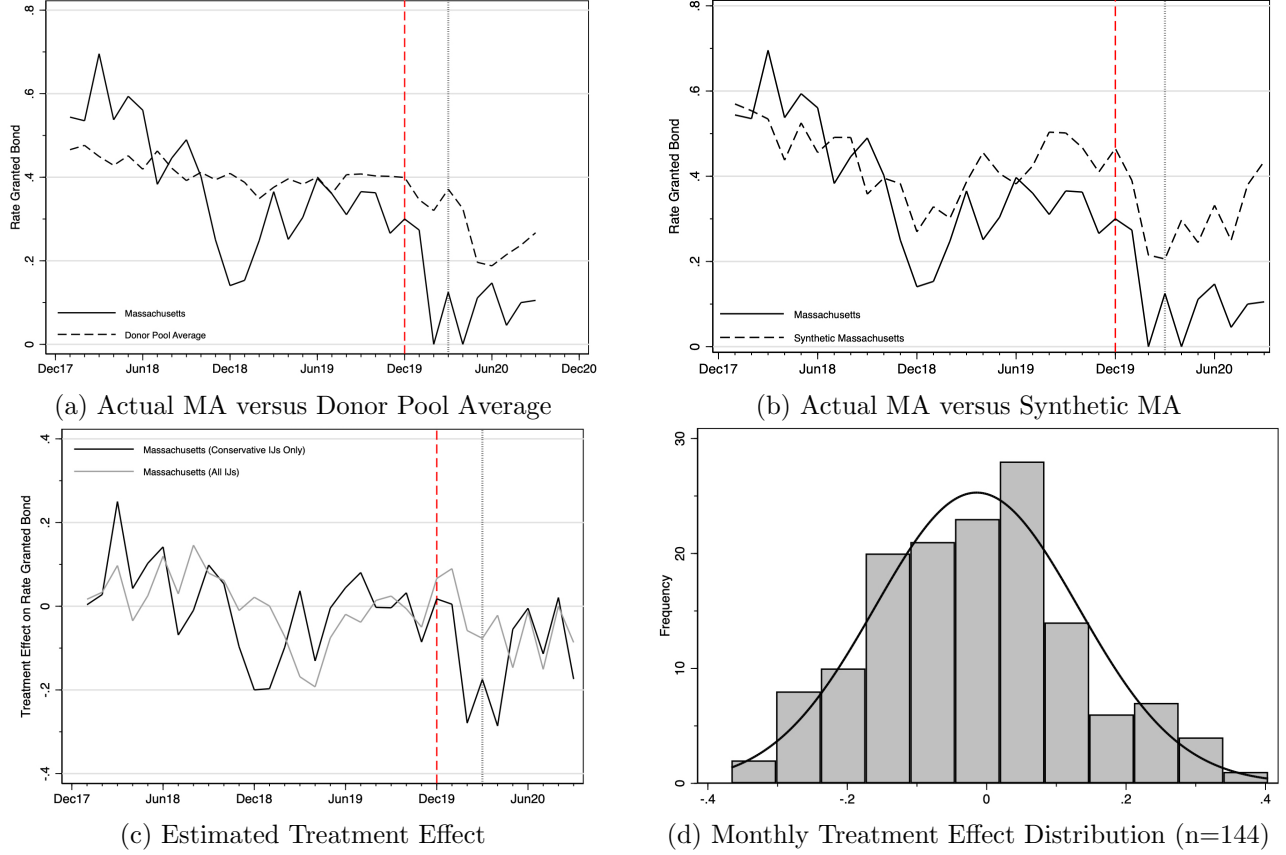 Rate Granted Bond
.8
.6
.4
.2
0
Massachusetts
Donor Pool Average
Dec17 Jun18 Dec18 Jun19 Dec19 Jun20 Dec20
(a) Actual MA versus Donor Pool Average
Rate Granted Bond
.8
.6
.4
.2
0
Massachusetts
Synthetic Massachusetts
Dec17 Jun18 Dec18 Jun19 Dec19 Jun20
(b) Actual MA versus Synthetic MA
Treatment Effect on Rate Granted Bond
.4
.2
0
-.2
-.4
Massachusetts (Conservative IJs Only)
Massachusetts (All IJs)
Dec17 Jun18 Dec18 Jun19 Dec19 Jun20
(c) Estimated Treatment Effect
Frequency
30
20
10
0
-.4 -.2 0 .2 .4
(d) Monthly Treatment Effect Distribution (n=144)